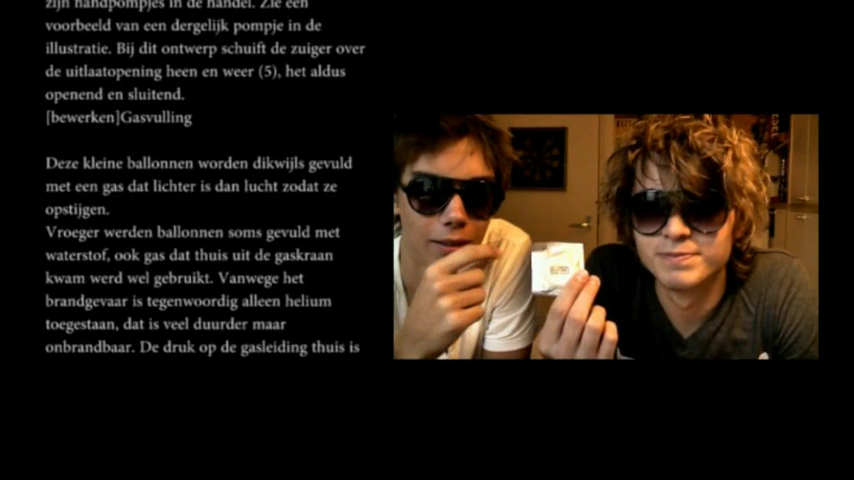 zijn handpompjes in de handel. Zie een
voorbeeld van een dergelijk pompje in de
illustratie. Bij dit ontwerp schuift de zuiger over
de uitlaatopening heen en weer (5), het aldus
openend en sluitend.
[bewerken]Gasvulling
Deze kleine ballonnen worden dikwijls gevuld
met een gas dat lichter is dan lucht zodat ze
opstijgen.
Vroeger werden ballonnen soms gevuld met
waterstof, ook gas dat thuis uit de gaskraan
kwam werd wel gebruikt. Vanwege het
brandgevaar is tegenwoordig alleen helium
toegestaan, dat is veel duurder maar
onbrandbaar. De druk op de gasleiding thuis is